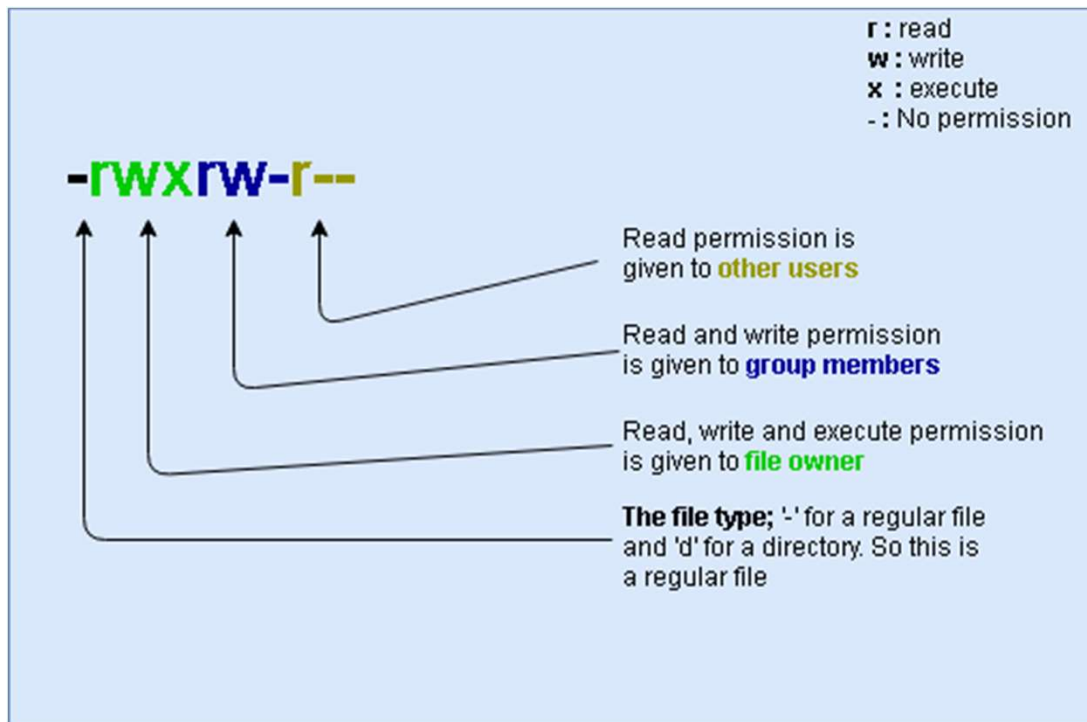 r : read
w : write
x : execute
- : No permission
-rwxrw-r--
Read permission is
given to other users
Read and write permission
is given to group members
Read, write and execute permission
is given to file owner
The file type; '-' for a regular file
and 'd' for a directory. So this is
a regular file